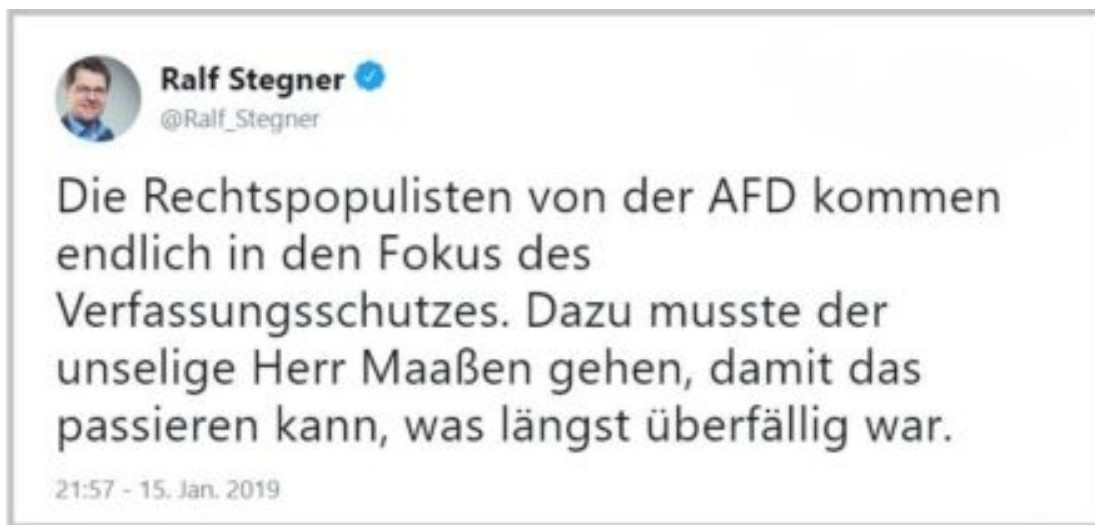 Ralf Stegner
@Ralf_Stegner
Die Rechtspopulisten von der AFD kommen
endlich in den Fokus des
Verfassungsschutzes. Dazu musste der
unselige Herr Maaßen gehen, damit das
passieren kann, was längst überfällig war.
21:57 - 15. Jan. 2019